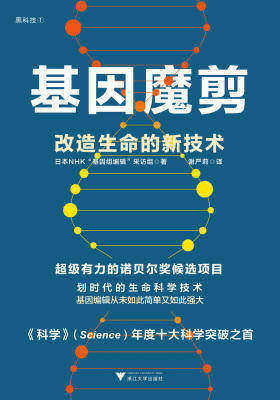 黑科技①
基因魔剪
改造生命的新技术
日本NHK“基因组编辑”采访组◎著 谢严莉◎译
超级有力的诺贝尔奖候选项目
划时代的生命科学技术
基因编辑从未如此简单又如此强大
《科学》(Science)年度十大科学突破之首
浙江大学出版社